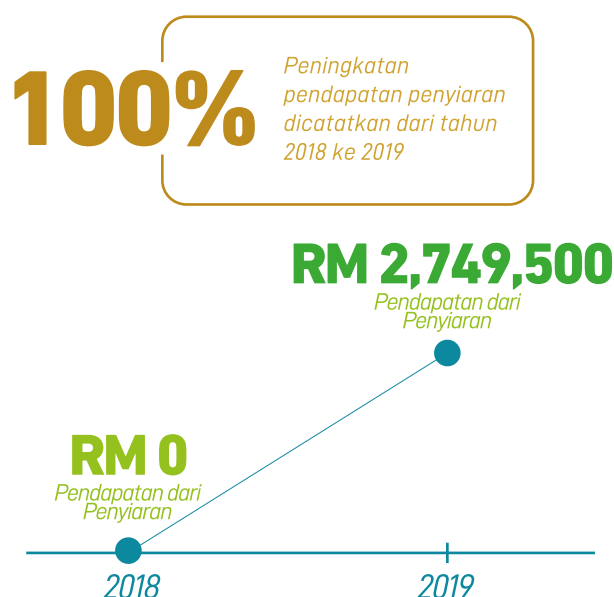 100%
Peningkatan
pendapatan penyiaran
dicatatkan dari tahun
2018 ke 2019
RM 2,749,500
Pendapatan dari
Penyiaran
RM 0
Pendapatan dari
Penyiaran
2018
2019